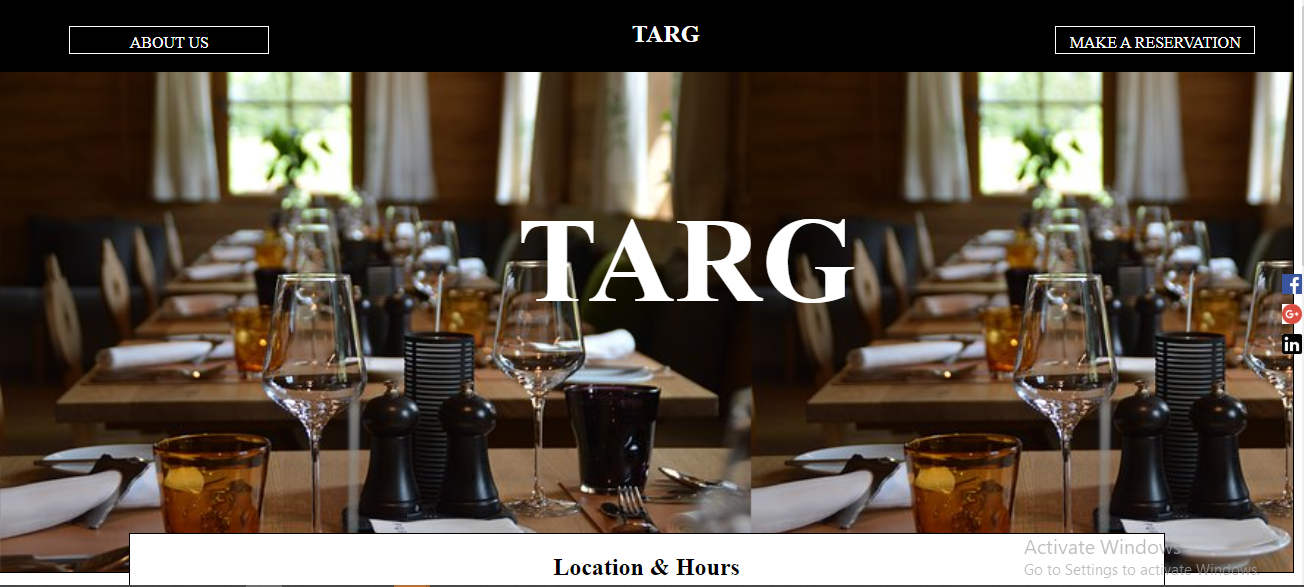 ABOUT US
TARG
MAKE A RESERVATION
TARG
f
G+
in
Location & Hours
Activate Windows
Go to Settings to activate Windows.